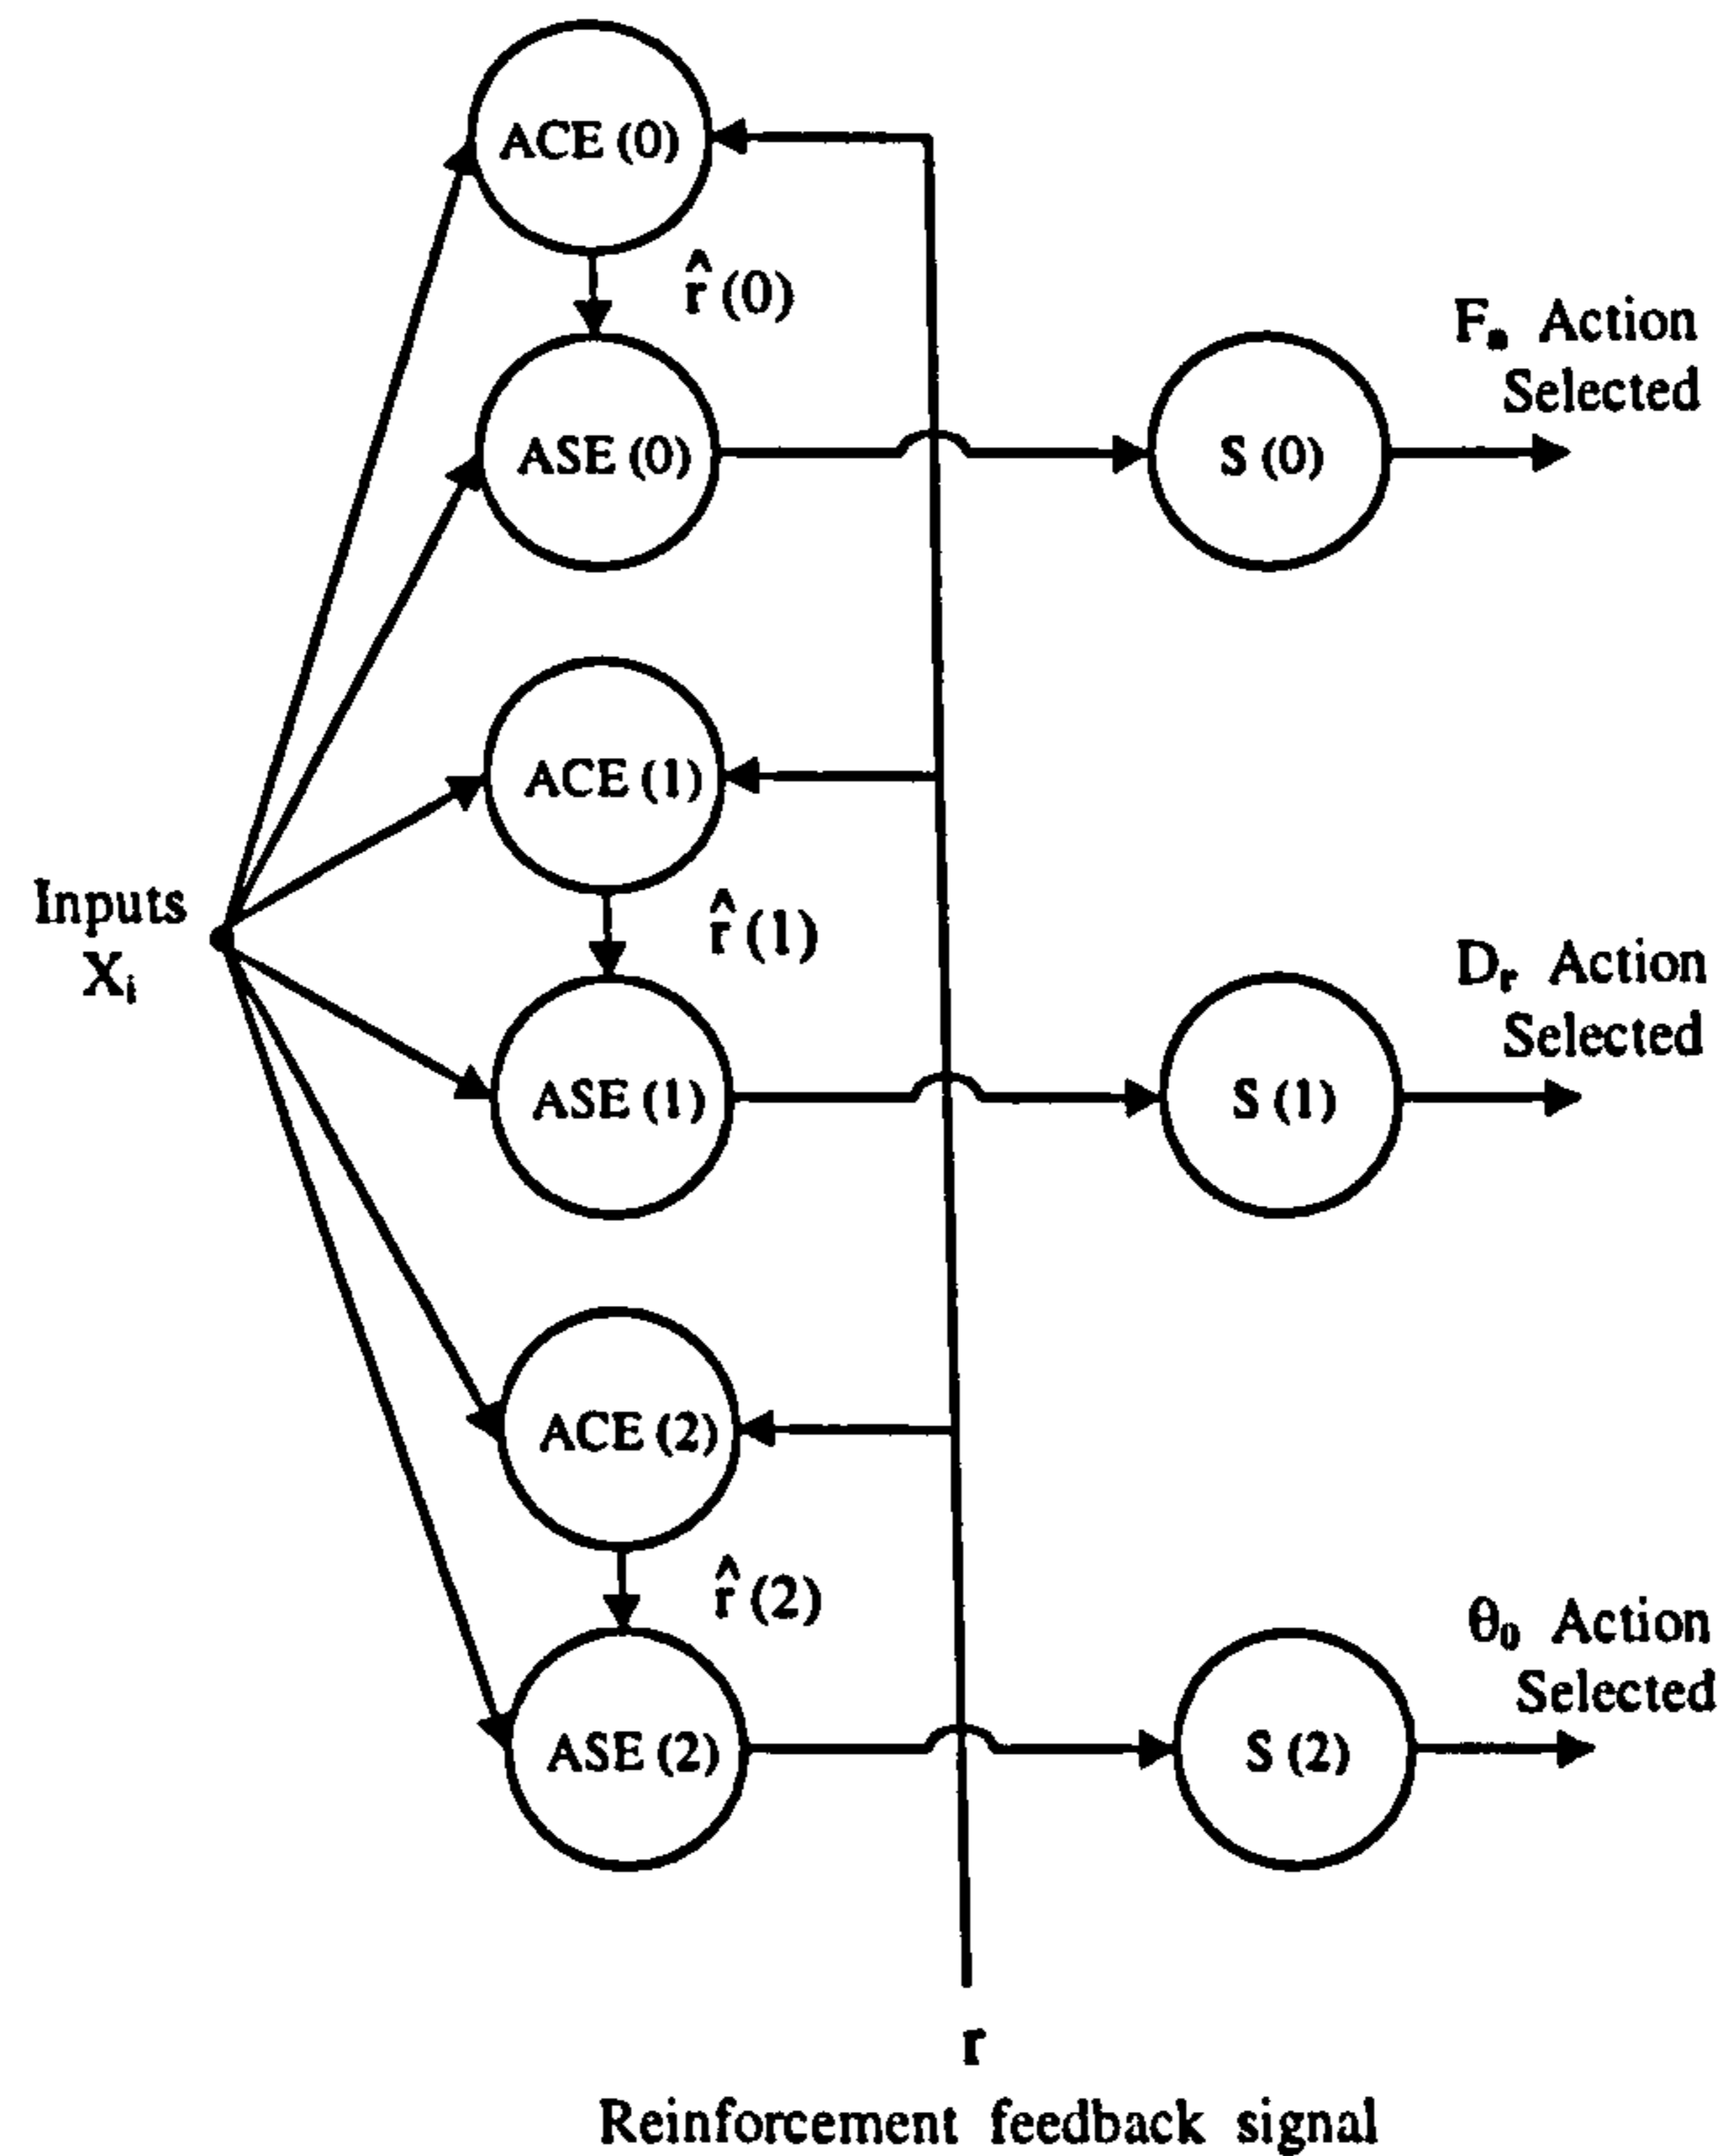 ACE (0)
r̂ (0)
ASE (0)
S (0)
Action
Selected
ACE (1)
r̂ (1)
Inputs
Xi
ASE (1)
S (1)
Dr Action
Selected
ACE (2)
r̂ (2)
ASE (2)
S (2)
θ0 Action
Selected
r
Reinforcement feedback signal